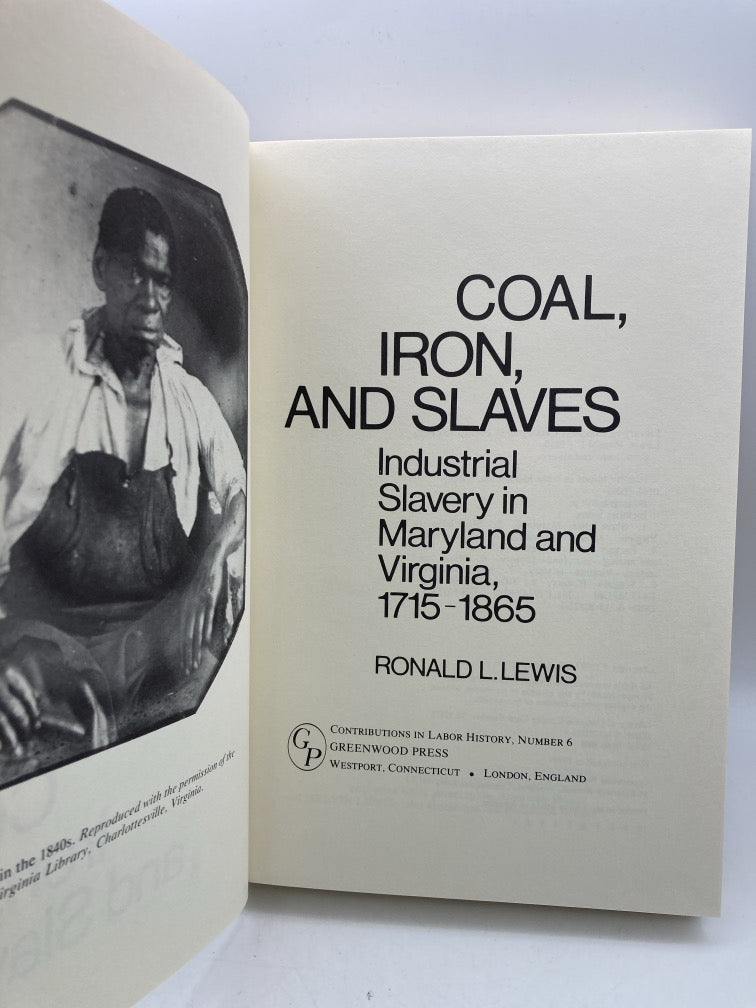 in the 1840s. Reproduced with the permission of the
Virginia Library, Charlottesville, Virginia.
COAL,
IRON,
AND SLAVES
Industrial
Slavery in
Maryland and
Virginia,
1715-1865
RONALD L. LEWIS
GP
CONTRIBUTIONS IN LABOR HISTORY, NUMBER 6
GREENWOOD PRESS
WESTPORT, CONNECTICUT • LONDON, ENGLAND